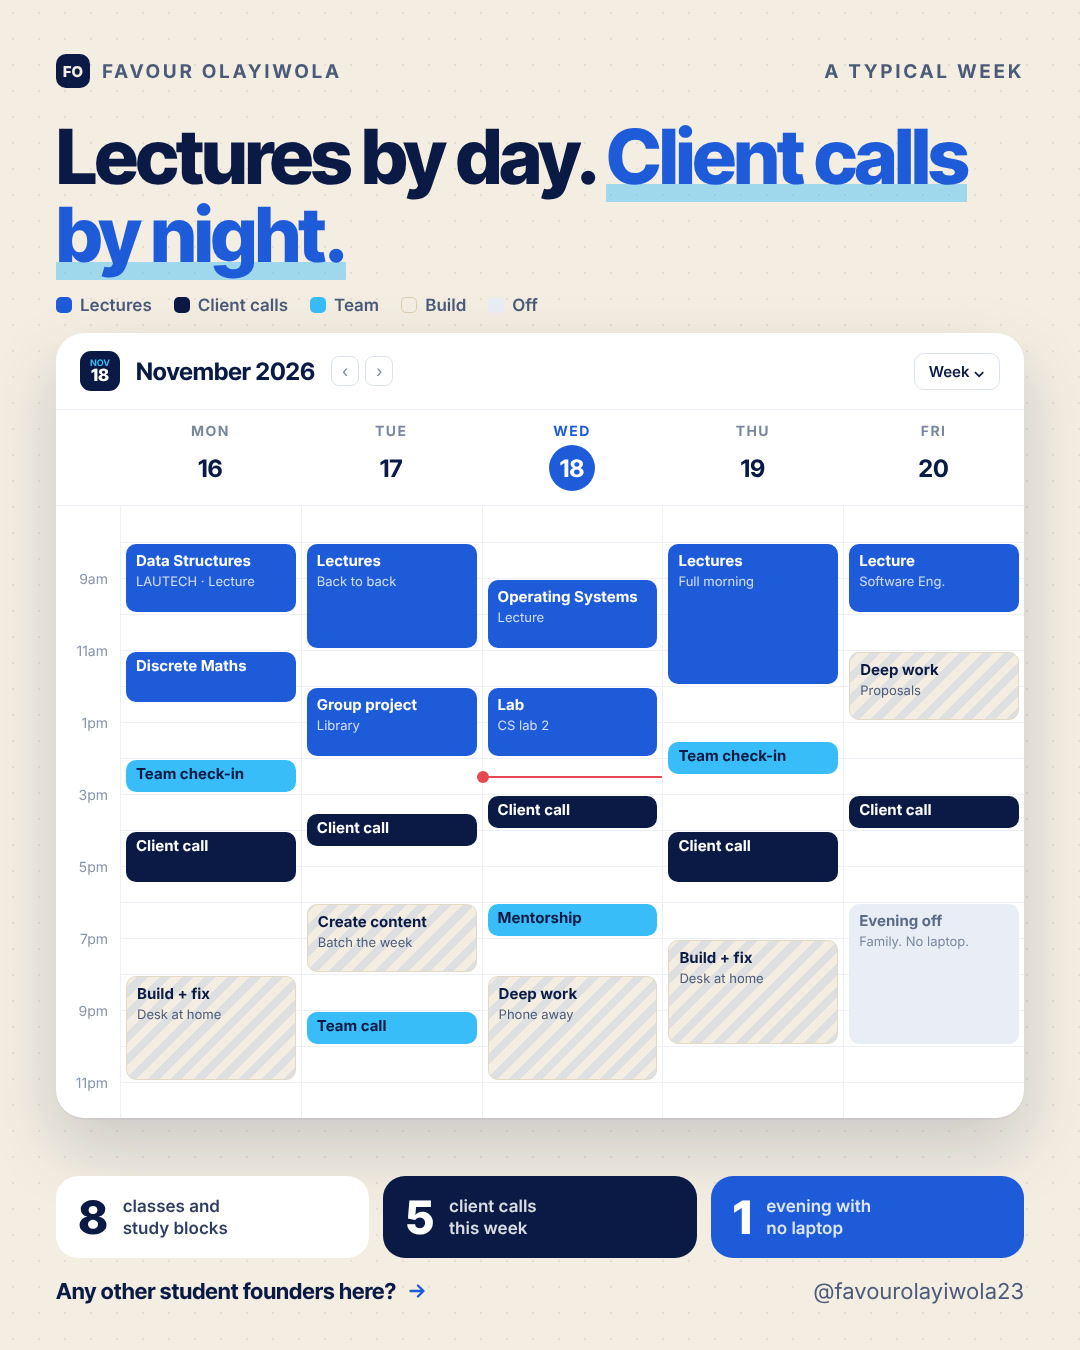 FO FAVOUR OLAYIWOLA
A TYPICAL WEEK
Lectures by day. Client calls
by night.
Lectures Client calls Team Build Off
NOV
18
November 2026
‹ ›
Week
MON TUE WED THU FRI
16 17 18 19 20
9am
11am
1pm
3pm
5pm
7pm
9pm
11pm
Data Structures
LAUTECH · Lecture
Discrete Maths
Team check-in
Client call
Build + fix
Desk at home
Lectures
Back to back
Group project
Library
Client call
Create content
Batch the week
Team call
Operating Systems
Lecture
Lab
CS lab 2
Client call
Mentorship
Deep work
Phone away
Lectures
Full morning
Team check-in
Client call
Build + fix
Desk at home
Lecture
Software Eng.
Deep work
Proposals
Client call
Evening off
Family. No laptop.
8 classes and
study blocks
5 client calls
this week
1 evening with
no laptop
Any other student founders here? →
@favourolayiwola23